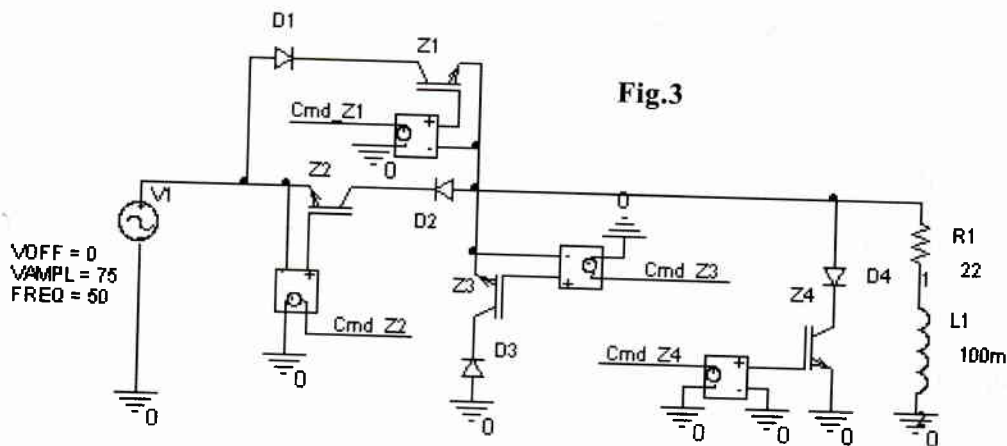 D1
Z1
Fig.3
Cmd_Z1
+
-
0
Z2
V1
D2
0
VOFF = 0
VAMPL = 75
FREQ = 50
-
+
Z3
-
+
Cmd_Z3
R1
22
1
D4
Z4
L1
100m
Cmd_Z2
0
D3
Cmd_Z4
+
-
0
0
0
0
0
2
0